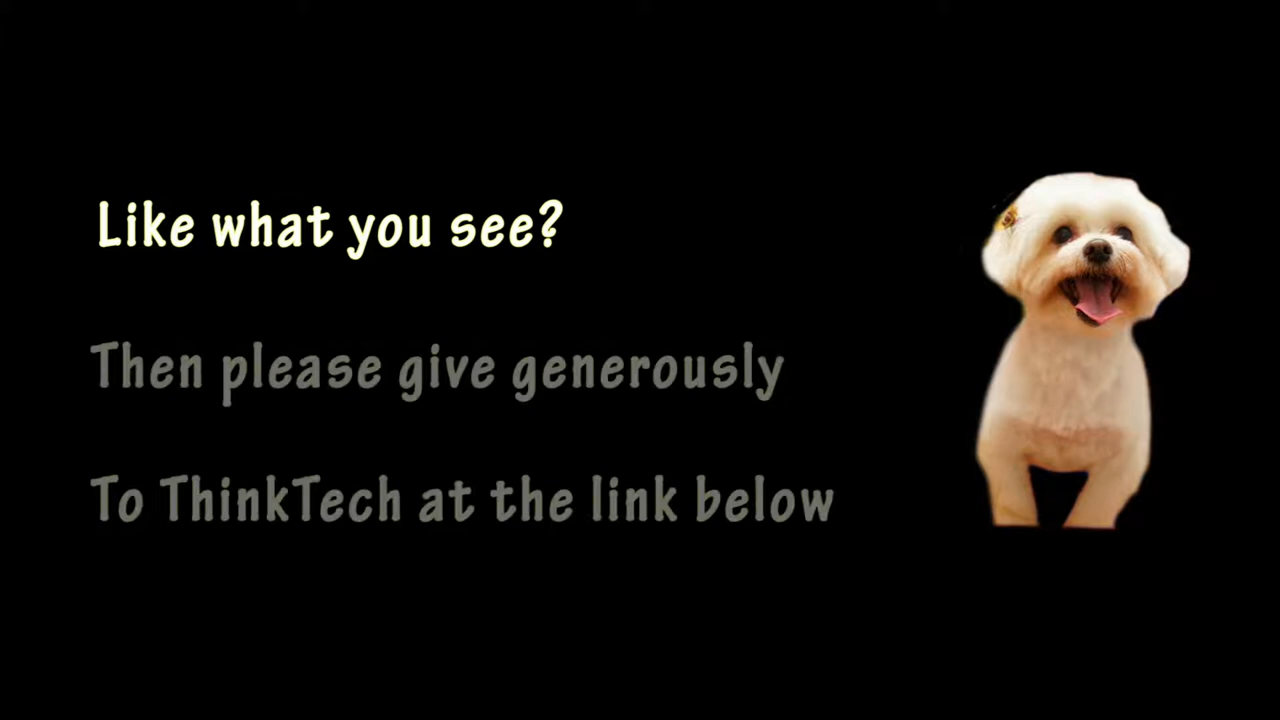 Like what you see?
Then please give generously
To ThinkTech at the link below